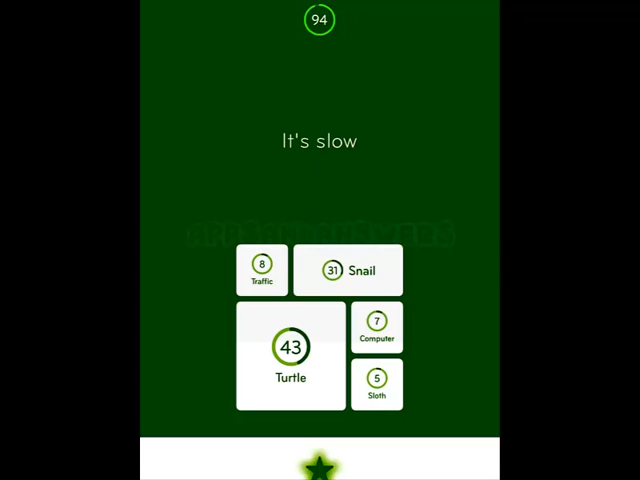 94
It's slow
8
Traffic
31 Snail
43
Turtle
7
Computer
5
Sloth